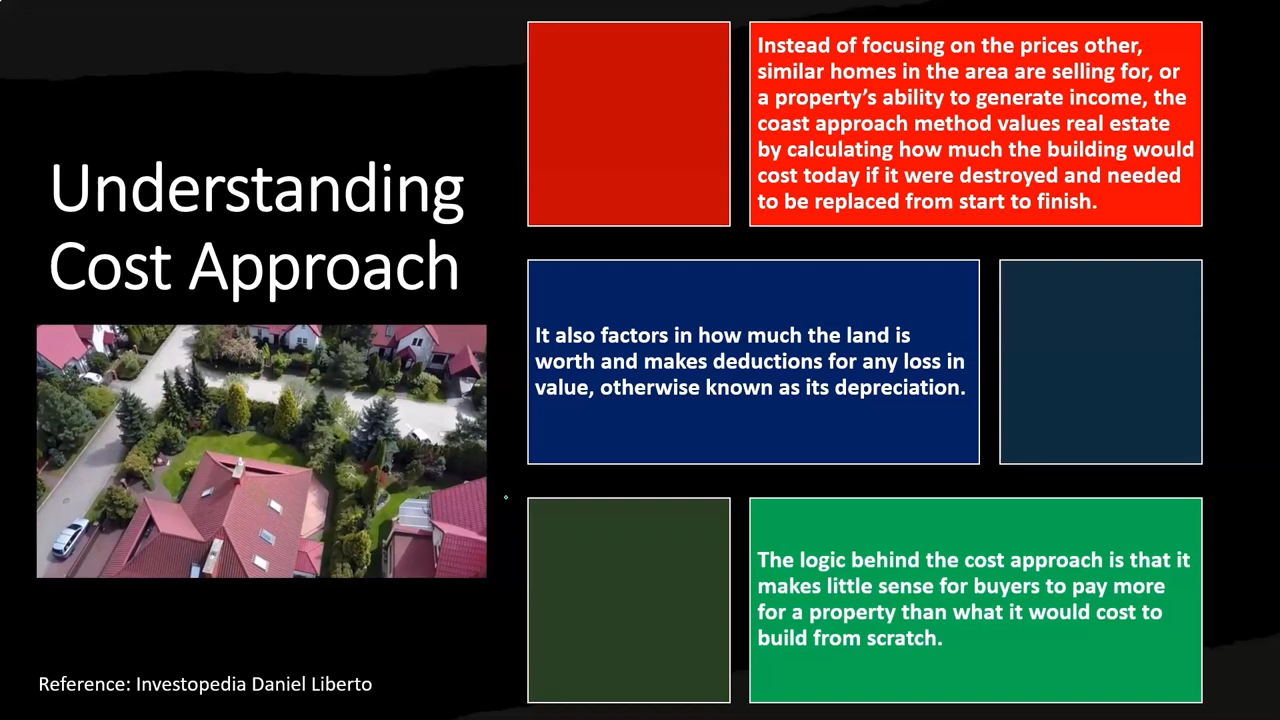 Understanding
Cost Approach
Instead of focusing on the prices other,
similar homes in the area are selling for, or
a property’s ability to generate income, the
coast approach method values real estate
by calculating how much the building would
cost today if it were destroyed and needed
to be replaced from start to finish.
It also factors in how much the land is
worth and makes deductions for any loss in
value, otherwise known as its depreciation.
The logic behind the cost approach is that it
makes little sense for buyers to pay more
for a property than what it would cost to
build from scratch.
Reference: Investopedia Daniel Liberto